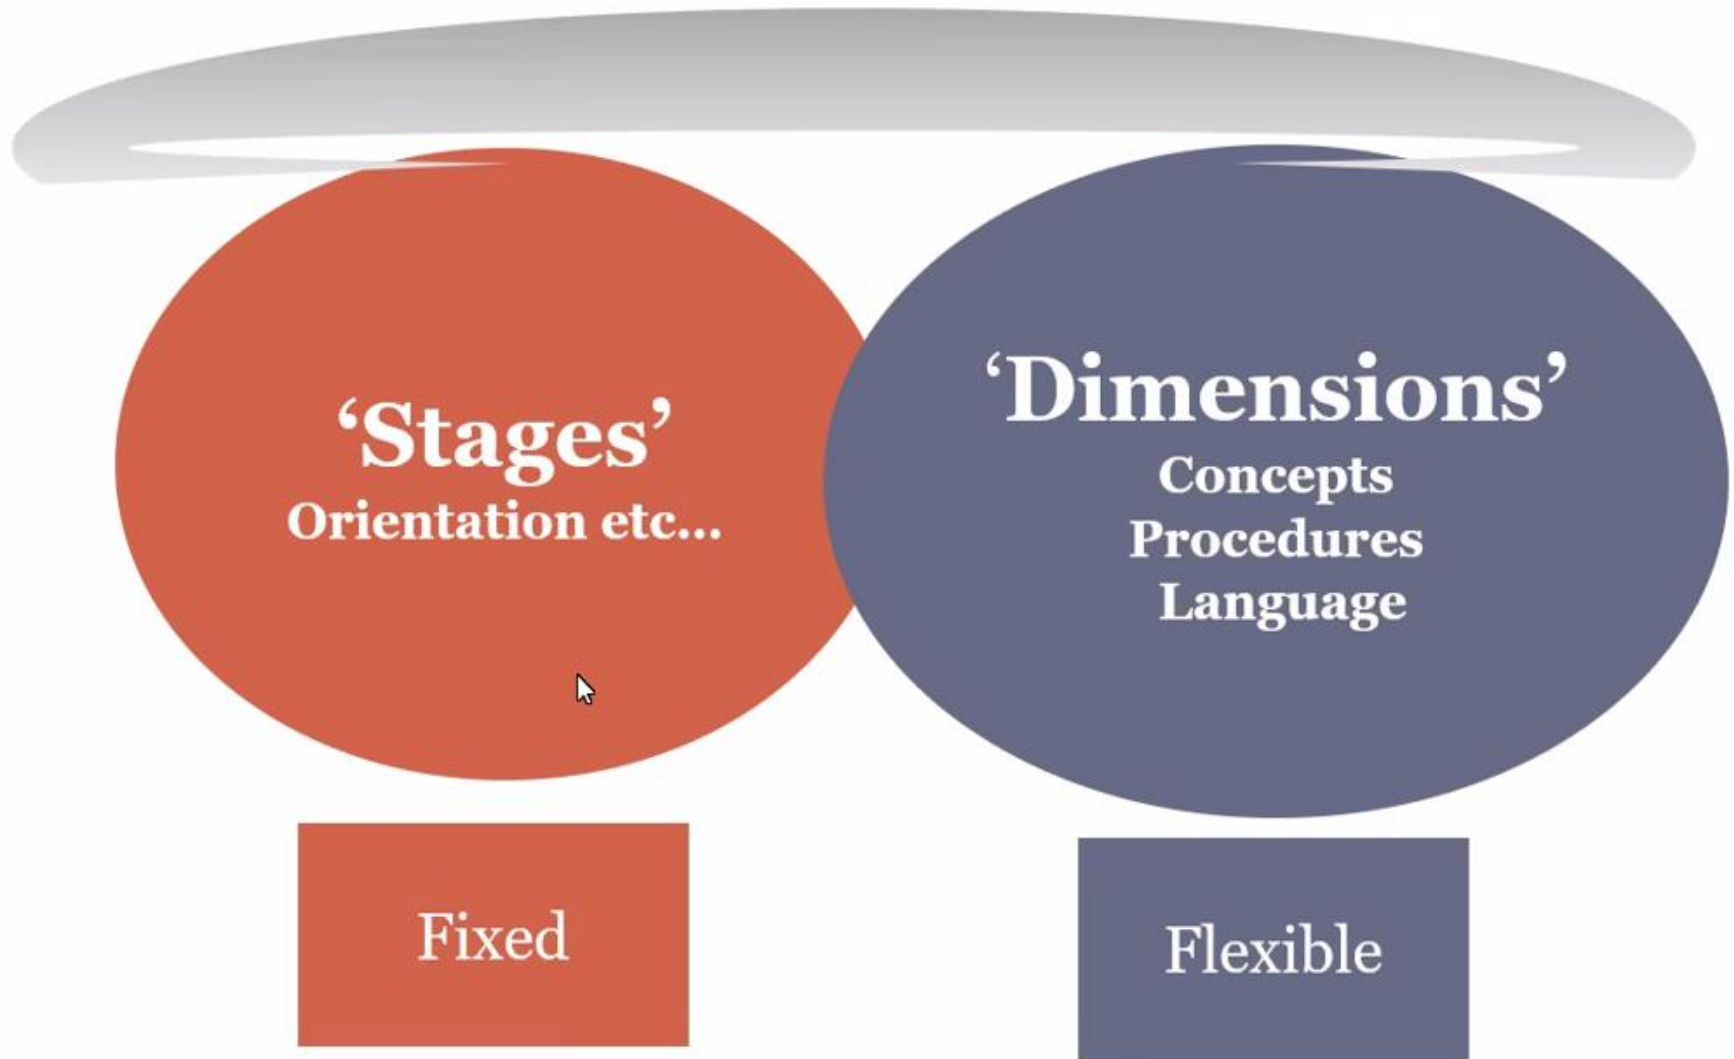 ‘Stages’
Orientation etc...
‘Dimensions’
Concepts
Procedures
Language
Fixed
Flexible